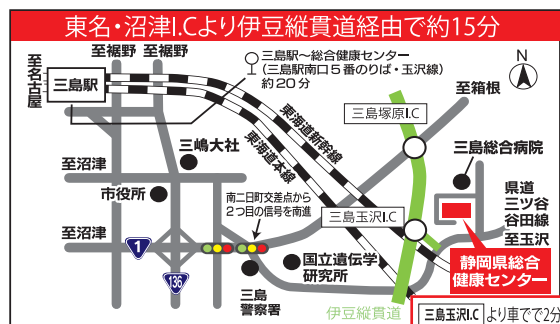 東名・沼津I.Cより伊豆縦貫道経由で約15分
至裾野
至裾野
至名古屋
三島駅
三島駅〜総合健康センター
(三島駅南口5番のりば・玉沢線)
約20分
N
東海道新幹線
東海道本線
三島塚原I.C
至箱根
三嶋大社
至沼津
市役所
三島総合病院
県道
三ツ谷
谷田線
至玉沢
南二日町交差点から
2つ目の信号を南進
三島玉沢I.C
至沼津
1
136
三島
警察署
国立遺伝学
研究所
静岡県総合
健康センター
伊豆縦貫道
三島玉沢I.C より車でで2分